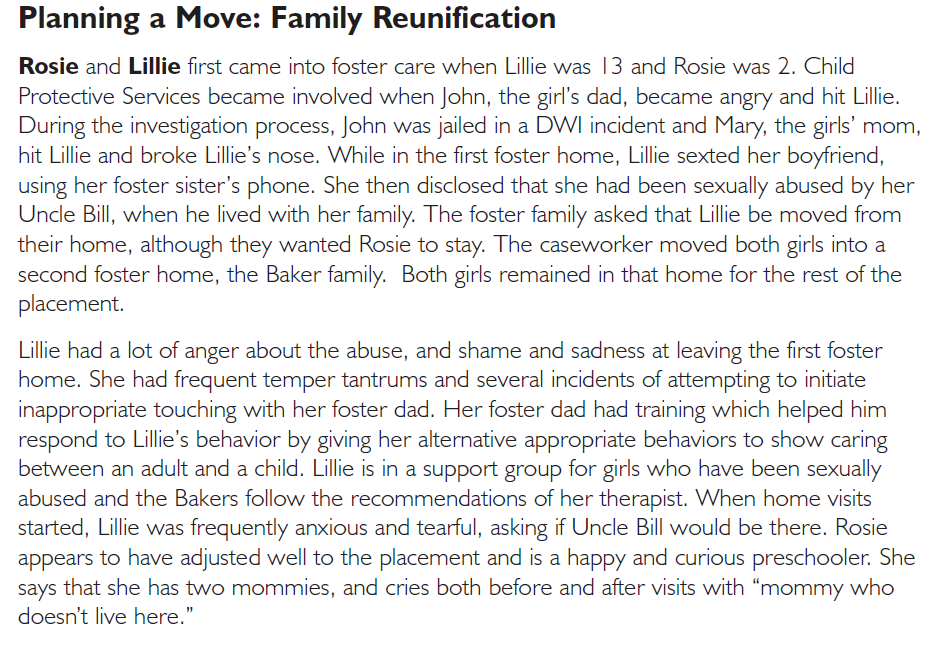 Planning a Move: Family Reunification
Rosie and Lillie first came into foster care when Lillie was 13 and Rosie was 2. Child
Protective Services became involved when John, the girl’s dad, became angry and hit Lillie.
During the investigation process, John was jailed in a DWI incident and Mary, the girls’ mom,
hit Lillie and broke Lillie’s nose. While in the first foster home, Lillie sexted her boyfriend,
using her foster sister’s phone. She then disclosed that she had been sexually abused by her
Uncle Bill, when he lived with her family. The foster family asked that Lillie be moved from
their home, although they wanted Rosie to stay. The caseworker moved both girls into a
second foster home, the Baker family.  Both girls remained in that home for the rest of the
placement.
Lillie had a lot of anger about the abuse, and shame and sadness at leaving the first foster
home. She had frequent temper tantrums and several incidents of attempting to initiate
inappropriate touching with her foster dad. Her foster dad had training which helped him
respond to Lillie’s behavior by giving her alternative appropriate behaviors to show caring
between an adult and a child. Lillie is in a support group for girls who have been sexually
abused and the Bakers follow the recommendations of her therapist. When home visits
started, Lillie was frequently anxious and tearful, asking if Uncle Bill would be there. Rosie
appears to have adjusted well to the placement and is a happy and curious preschooler. She
says that she has two mommies, and cries both before and after visits with “mommy who
doesn’t live here.”